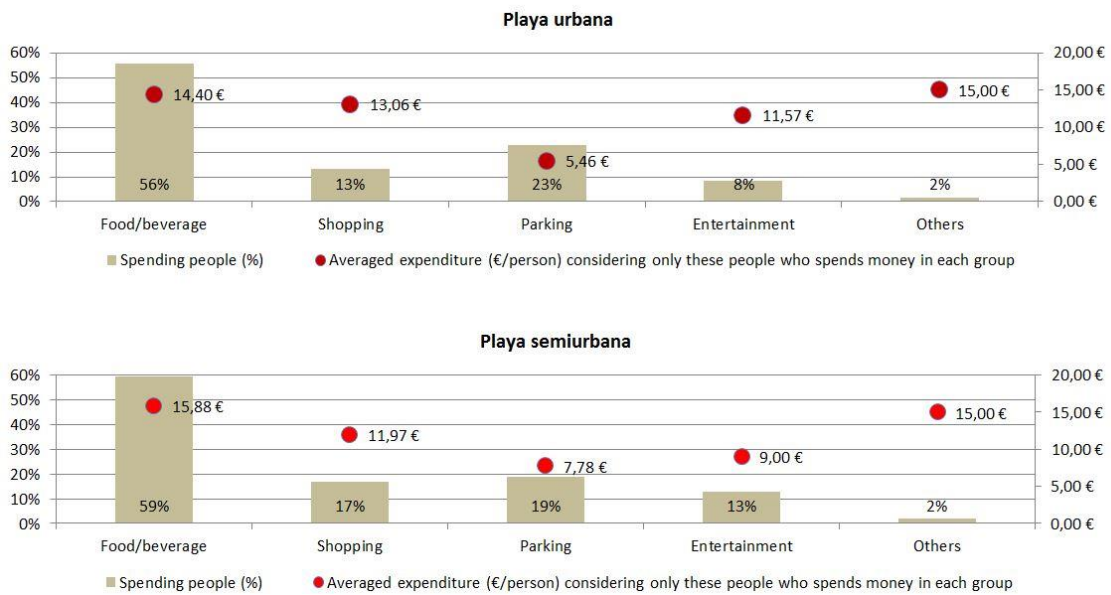 Playa urbana
60%
50%
40%
30%
20%
10%
0%
20,00 €
15,00 €
10,00 €
5,00 €
0,00 €
14,40 €
13,06 €
5,46 €
11,57 €
15,00 €
56%
13%
23%
8%
2%
Food/beverage
Shopping
Parking
Entertainment
Others
Spending people (%)
Averaged expenditure (€/person) considering only these people who spends money in each group
Playa semiurbana
60%
50%
40%
30%
20%
10%
0%
20,00 €
15,00 €
10,00 €
5,00 €
0,00 €
15,88 €
11,97 €
7,78 €
9,00 €
15,00 €
59%
17%
19%
13%
2%
Food/beverage
Shopping
Parking
Entertainment
Others
Spending people (%)
Averaged expenditure (€/person) considering only these people who spends money in each group